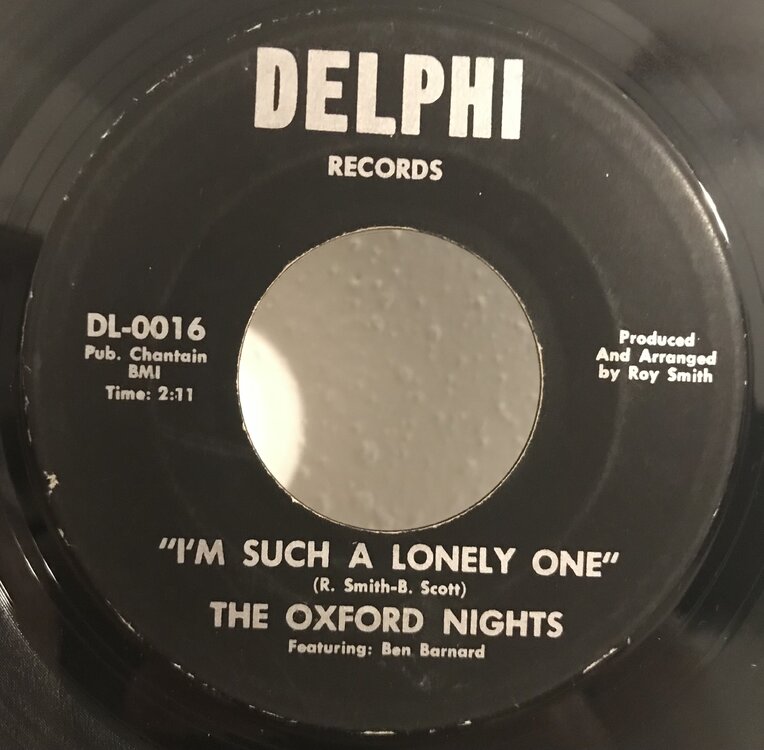 DELPHI
RECORDS
DL-0016
Pub. Chantain
BMI
Time: 2:11
Produced
And Arranged
by Roy Smith
"I'M SUCH A LONELY ONE"
(R. Smith-B. Scott)
THE OXFORD NIGHTS
Featuring: Ben Barnard